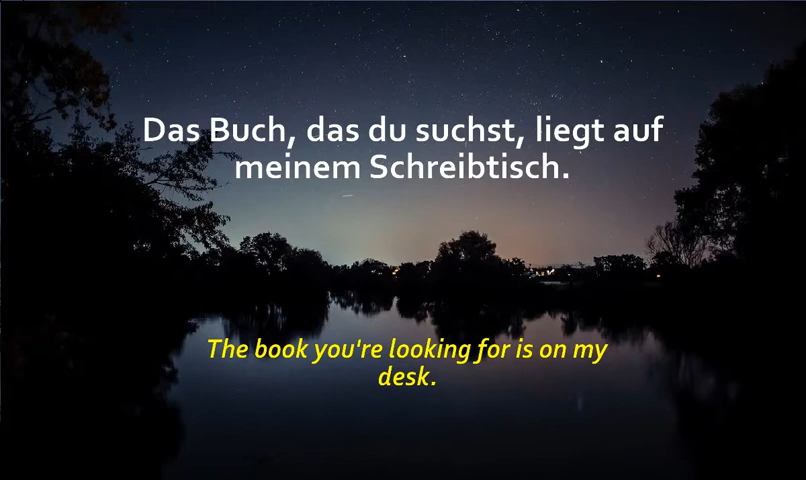 Das Buch, das du suchst, liegt auf
meinem Schreibtisch.
The book you're looking for is on my
desk.